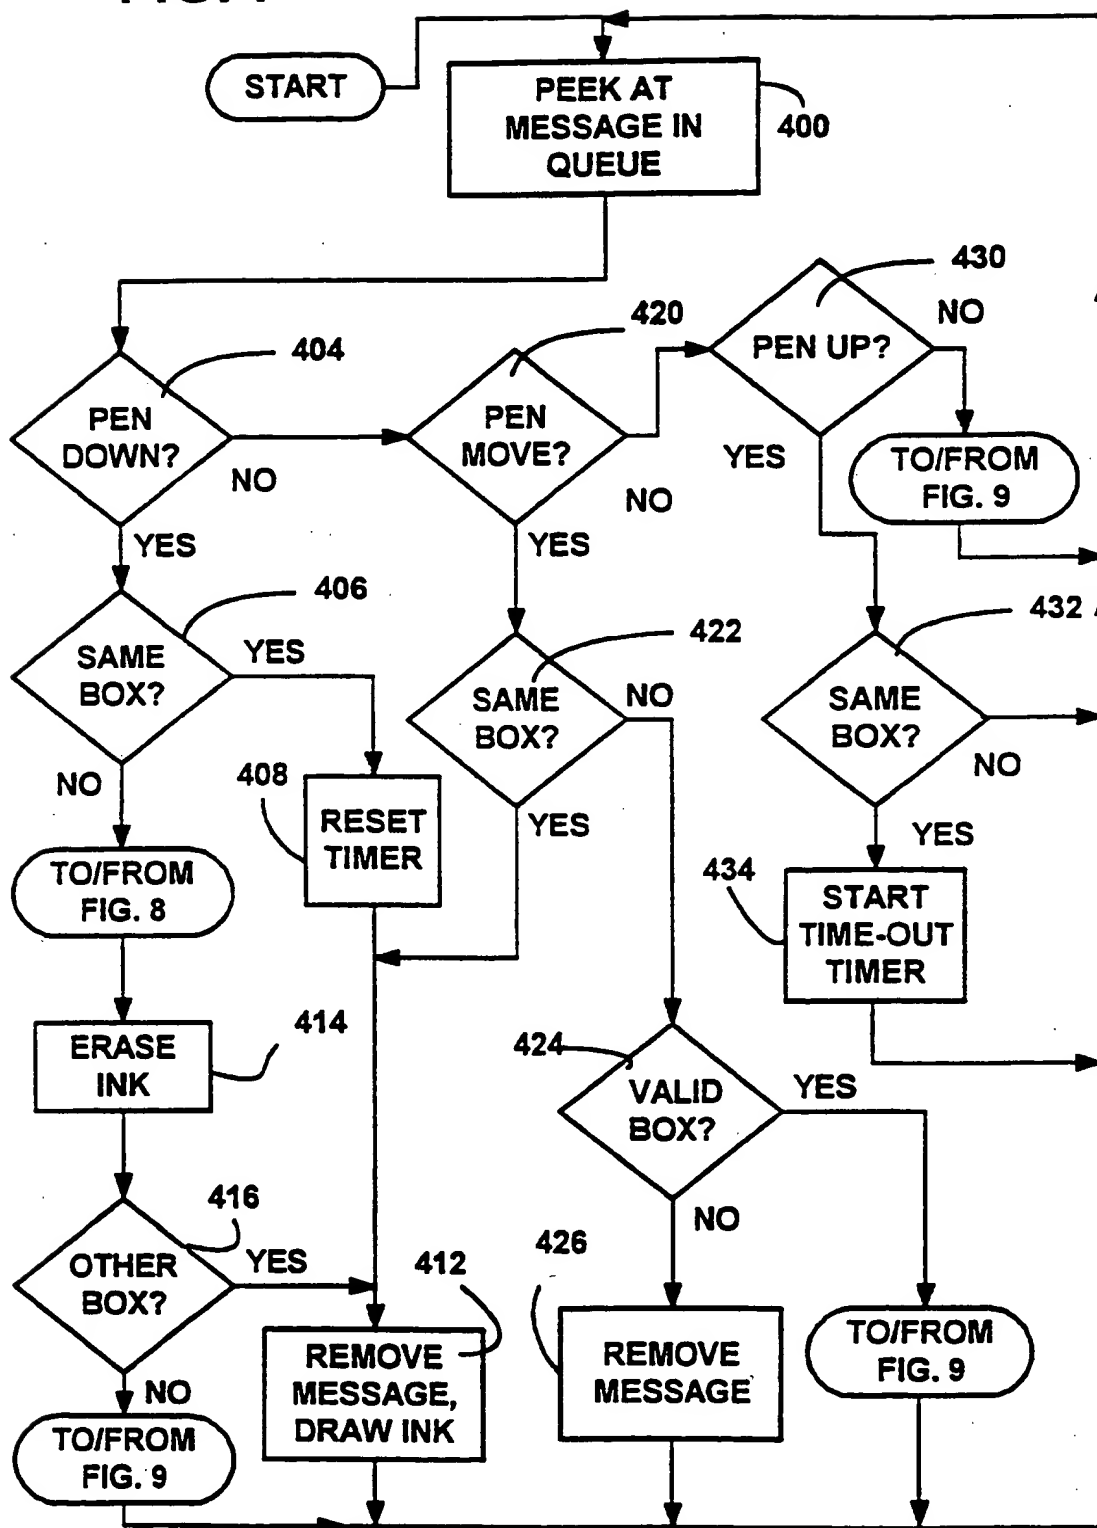 START
PEEK AT
MESSAGE IN
QUEUE
400
430
420
404
PEN UP?
NO
PEN
DOWN?
PEN
MOVE?
NO
NO
YES
TO/FROM
FIG. 9
YES
YES
406
432
422
SAME
BOX?
YES
SAME
BOX?
NO
SAME
BOX?
NO
NO
408
RESET
TIMER
YES
YES
TO/FROM
FIG. 8
434
START
TIME-OUT
TIMER
414
ERASE
INK
424
VALID
BOX?
YES
416
NO
OTHER
BOX?
YES
412
426
REMOVE
MESSAGE,
DRAW INK
REMOVE
MESSAGE
TO/FROM
FIG. 9
NO
TO/FROM
FIG. 9